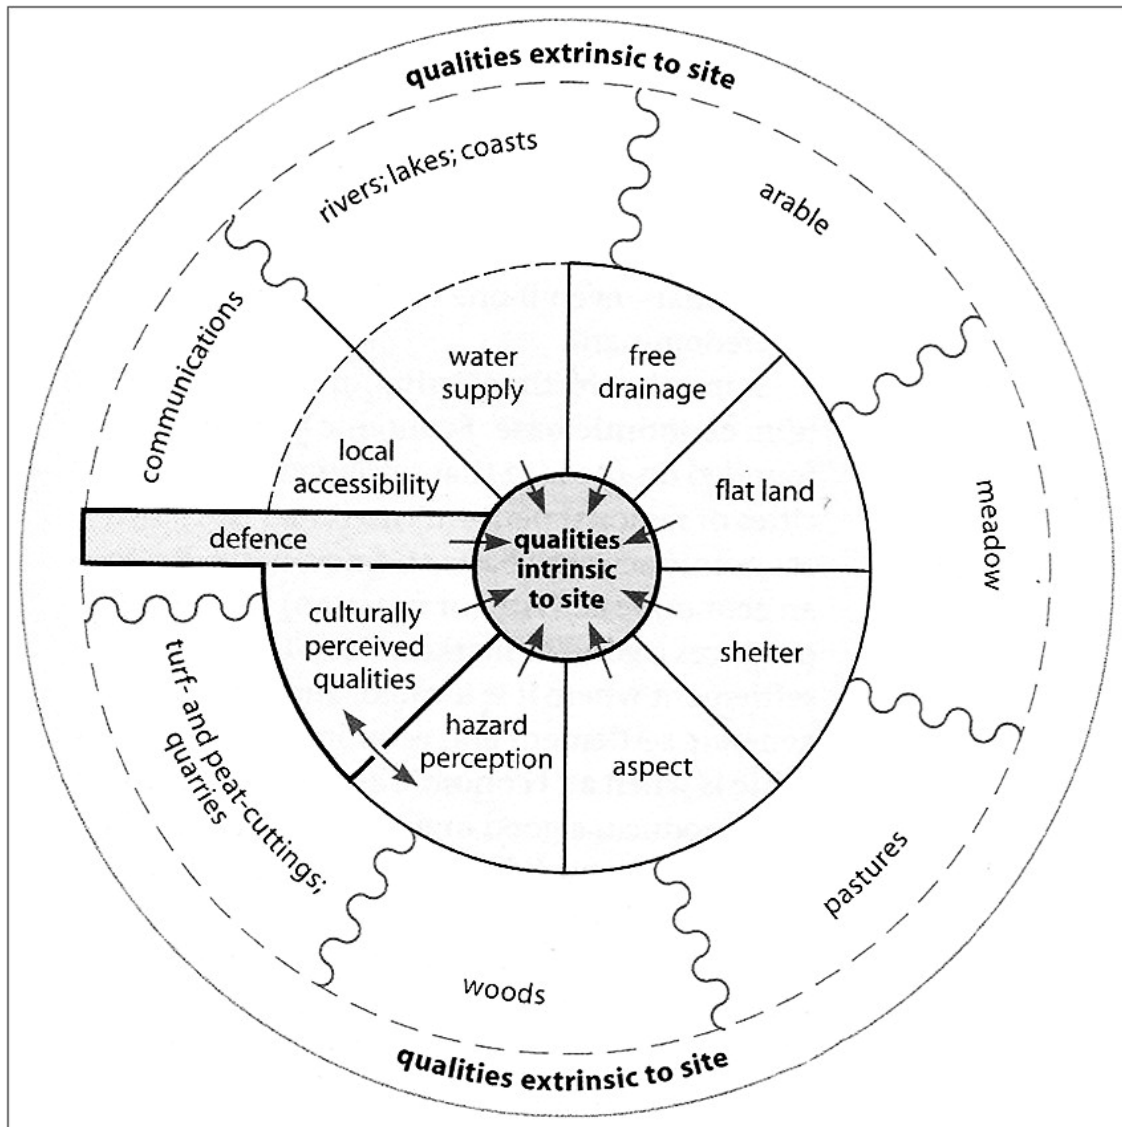 qualities extrinsic to site
rivers; lakes; coasts
arable
communications
water
supply
free
drainage
local
accessibility
flat land
meadow
defence
qualities
intrinsic
to site
culturally
perceived
qualities
shelter
turf- and peat-cuttings;
quarries
hazard
perception
aspect
pastures
woods
qualities extrinsic to site